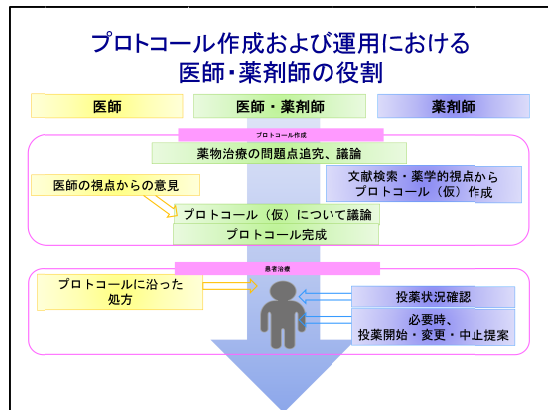 プロトコール作成および運用における
医師・薬剤師の役割
医師
医師・薬剤師
薬剤師
プロトコール作成
薬物治療の問題点追究、議論
文献検索・薬学的視点から
プロトコール（仮）作成
医師の視点からの意見
プロトコール（仮）について議論
プロトコール完成
患者治療
プロトコールに沿った
処方
投薬状況確認
必要時、
投薬開始・変更・中止提案